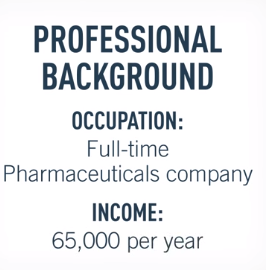 PROFESSIONAL
BACKGROUND
OCCUPATION:
Full-time
Pharmaceuticals company
INCOME:
65,000 per year